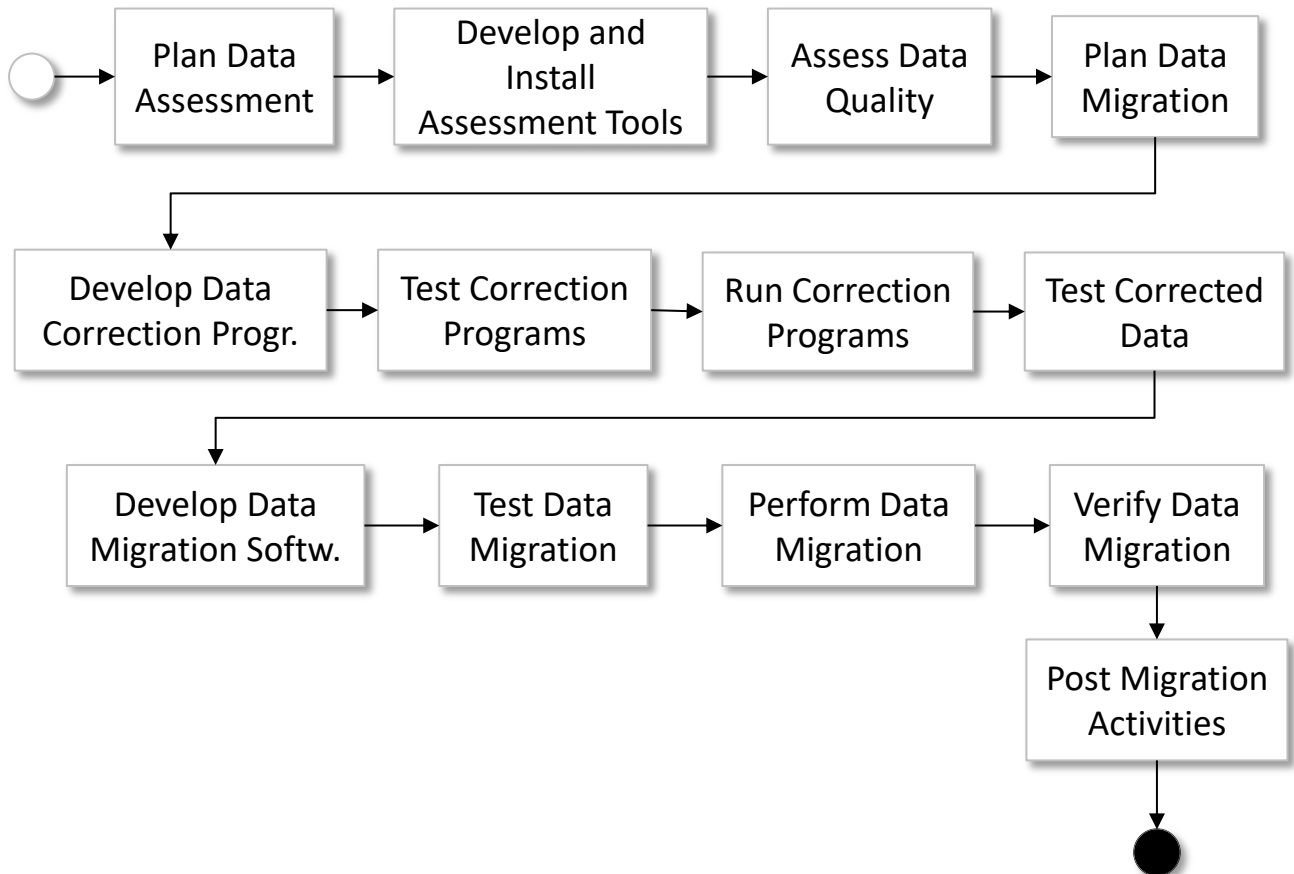 Plan Data
Assessment
Develop and
Install
Assessment Tools
Assess Data
Quality
Plan Data
Migration
Develop Data
Correction Progr.
Test Correction
Programs
Run Correction
Programs
Test Corrected
Data
Develop Data
Migration Softw.
Test Data
Migration
Perform Data
Migration
Verify Data
Migration
Post Migration
Activities